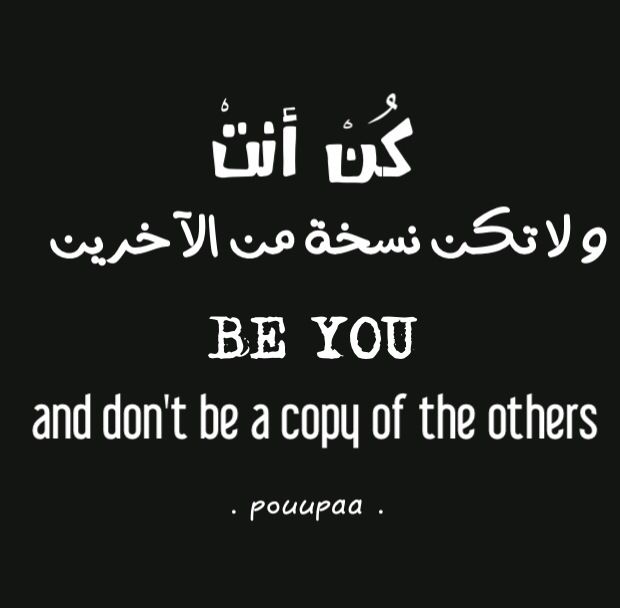 كُنْ أنتْ
ولا تكن نسخة من الآخرين
BE YOU
and don't be a copy of the others
. pouupaa .